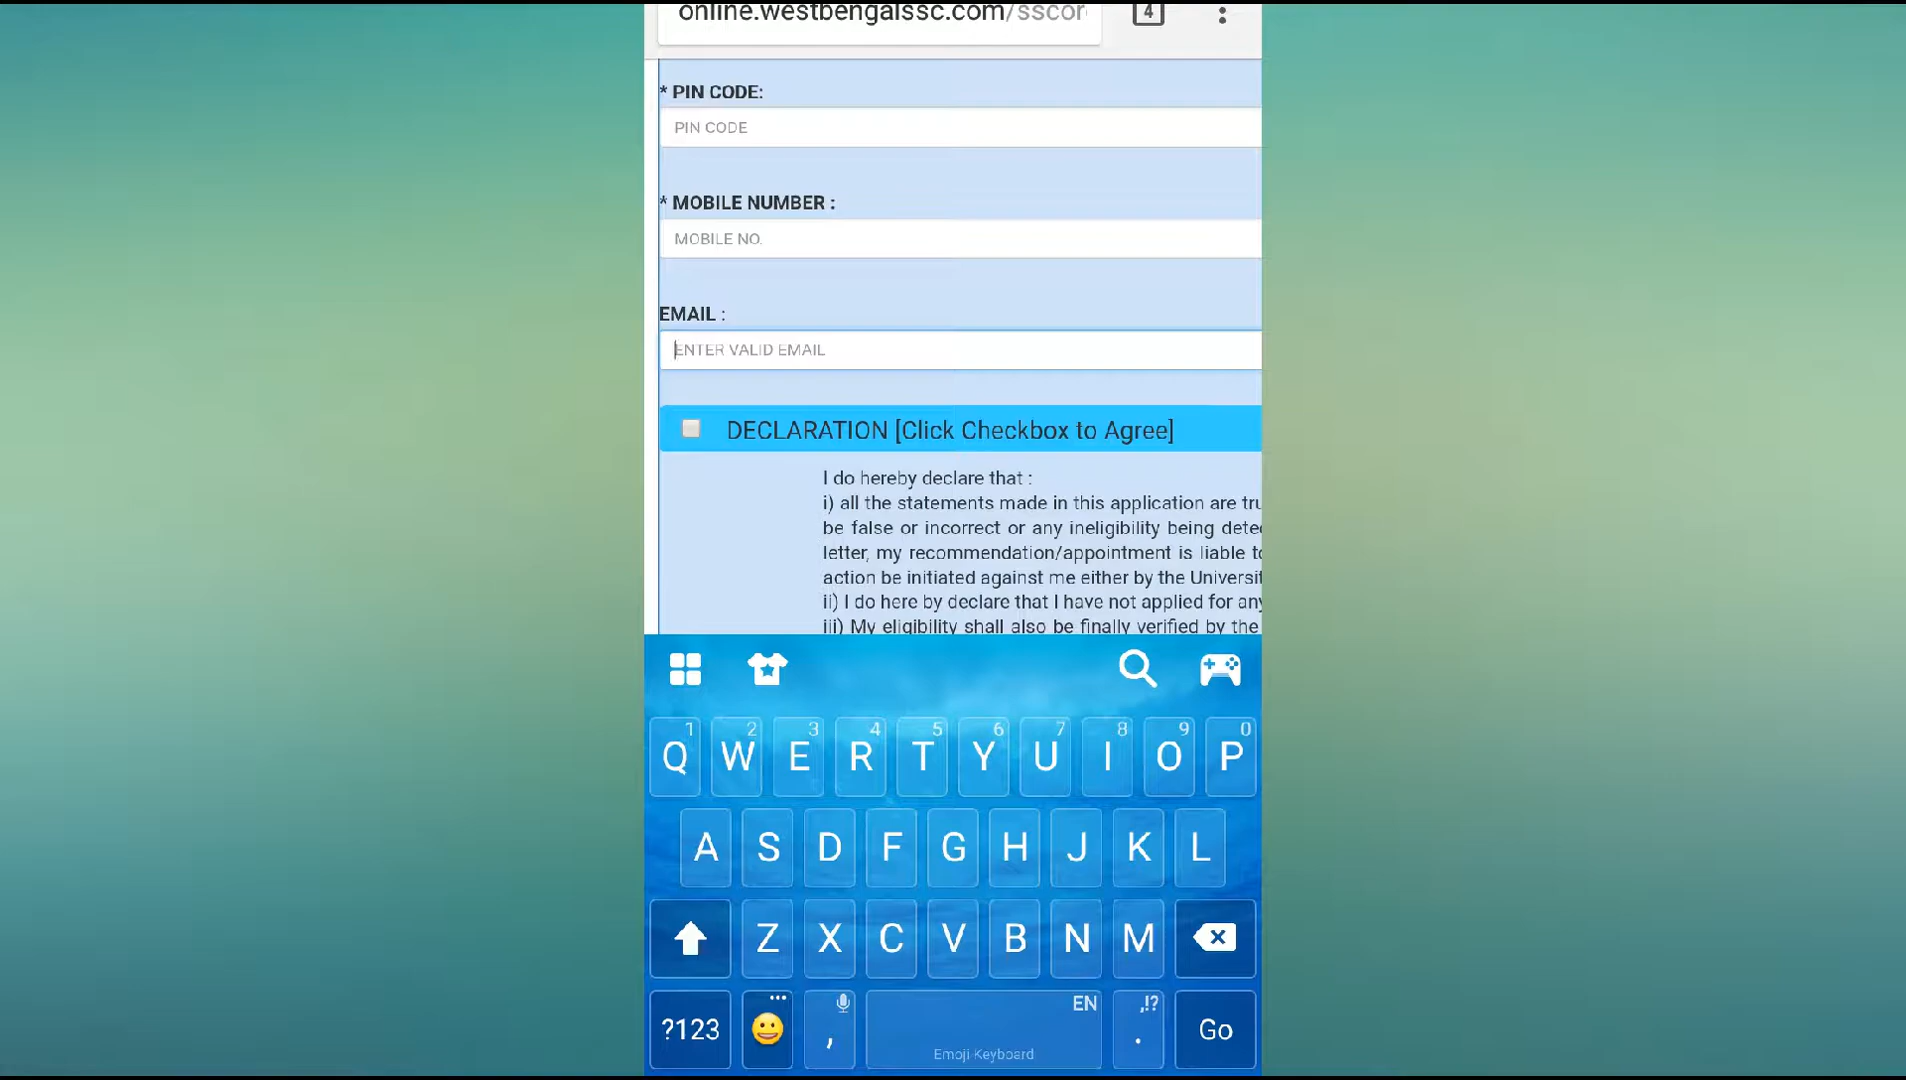 online.westbengalssc.com/sscor
4
* PIN CODE:
PIN CODE
* MOBILE NUMBER :
MOBILE NO.
EMAIL :
ENTER VALID EMAIL
DECLARATION [Click Checkbox to Agree]
I do hereby declare that :
i) all the statements made in this application are tru
be false or incorrect or any ineligibility being dete
letter, my recommendation/appointment is liable to
action be initiated against me either by the Universit
ii) I do here by declare that I have not applied for any
iii) My eligibility shall also be finally verified by the
1 2 3 4 5 6 7 8 9 0
Q W E R T Y U I O P
A S D F G H J K L
Z X C V B N M
EN ,!?
?123 , . Go
Emoji Keyboard